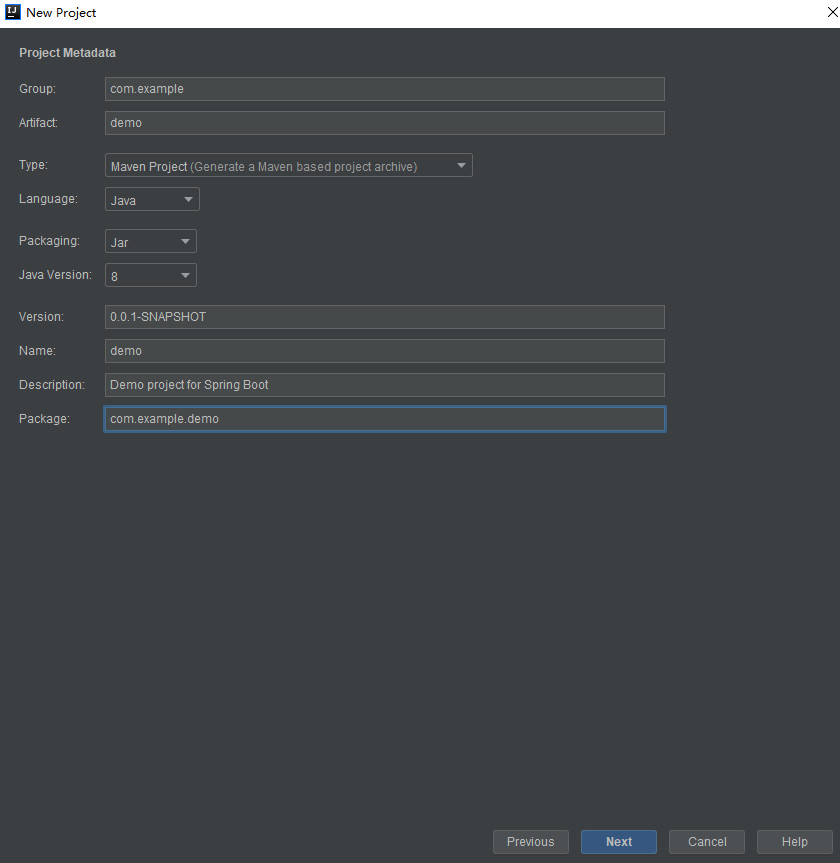 New Project
Project Metadata
Group: com.example
Artifact: demo
Type: Maven Project (Generate a Maven based project archive)
Language: Java
Packaging: Jar
Java Version: 8
Version: 0.0.1-SNAPSHOT
Name: demo
Description: Demo project for Spring Boot
Package: com.example.demo
Previous Next Cancel Help